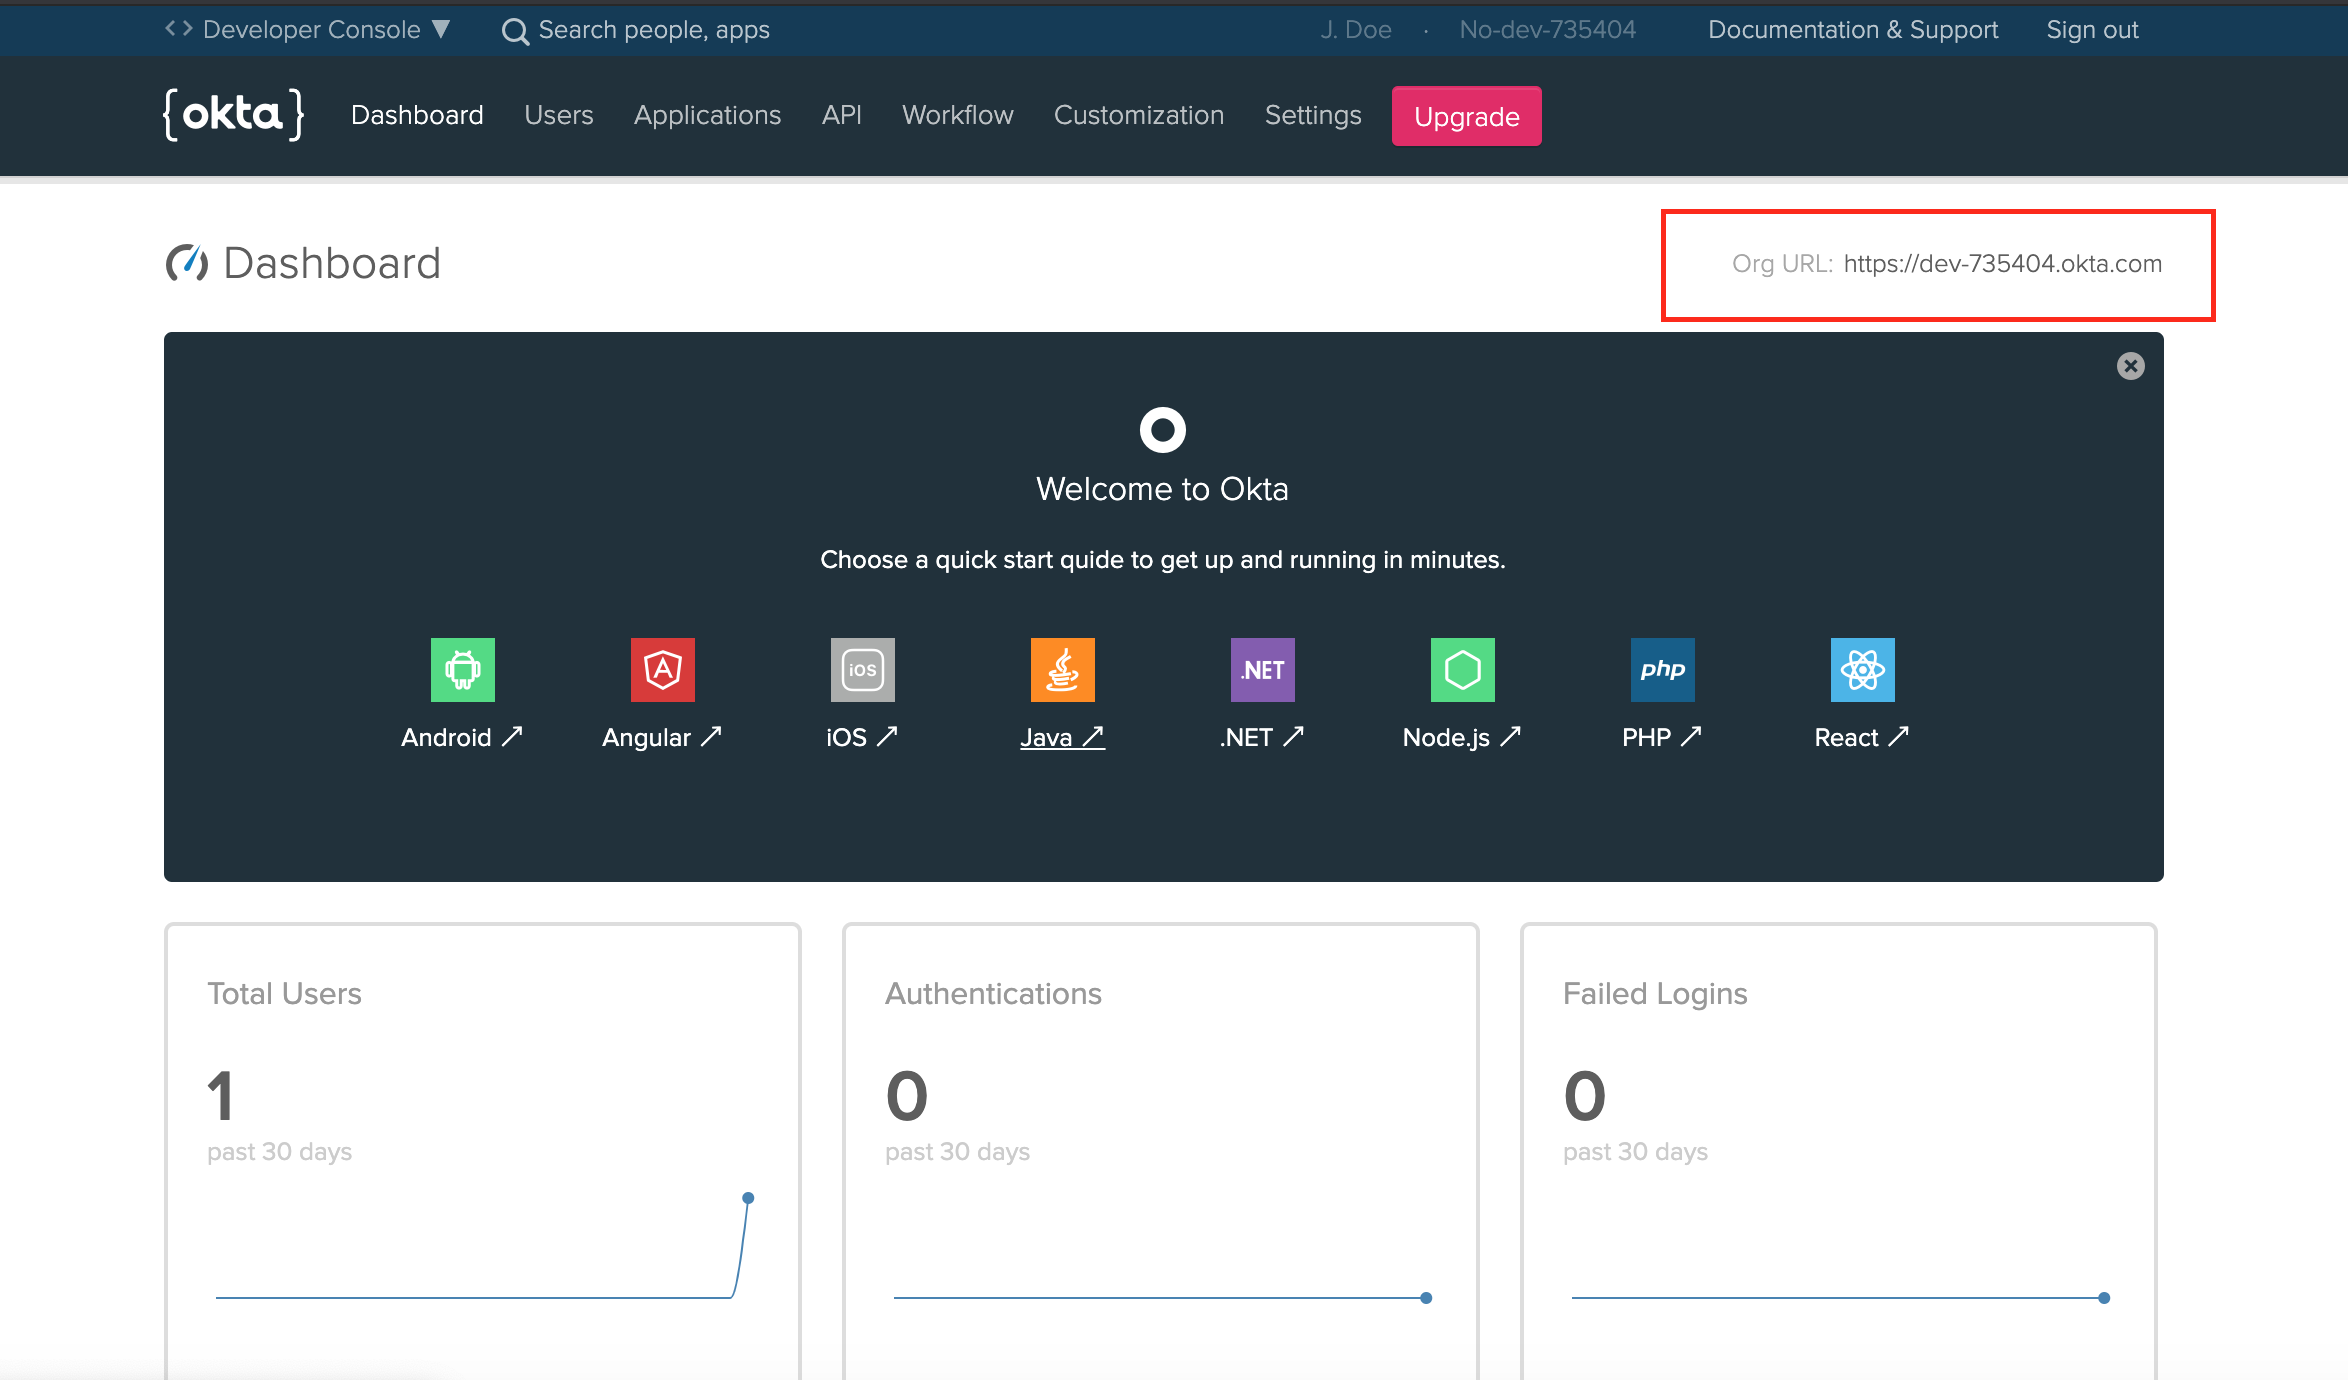 <> Developer Console ▼ Search people, apps J. Doe · No-dev-735404 Documentation & Support Sign out
{okta} Dashboard Users Applications API Workflow Customization Settings Upgrade
Dashboard Org URL: https://dev-735404.okta.com
Welcome to Okta
Choose a quick start quide to get up and running in minutes.
iOS .NET php
Android ↗ Angular ↗ iOS ↗ Java ↗ .NET ↗ Node.js ↗ PHP ↗ React ↗
Total Users Authentications Failed Logins
1 0 0
past 30 days past 30 days past 30 days